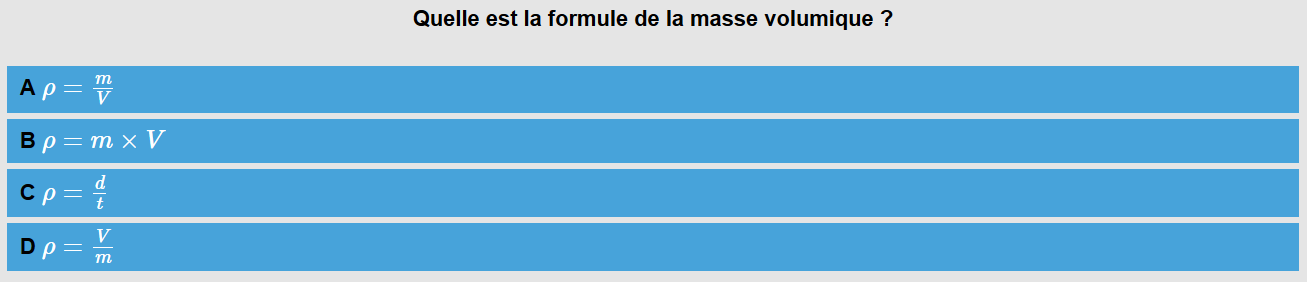 Quelle est la formule de la masse volumique ?
A ρ = m/V
B ρ = m × V
C ρ = d/t
D ρ = V/m